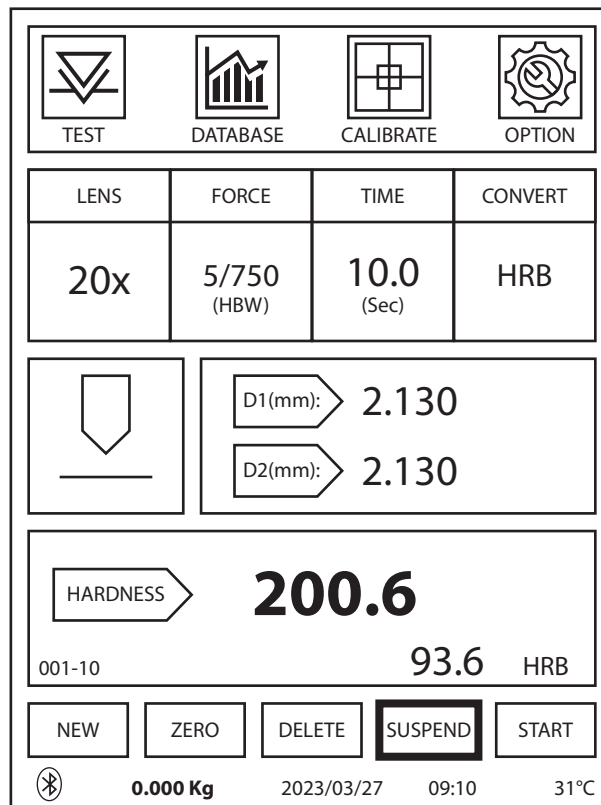 TEST DATABASE CALIBRATE OPTION
LENS FORCE TIME CONVERT
20x 5/750 10.0 HRB
(HBW) (Sec)
D1(mm): 2.130
D2(mm): 2.130
HARDNESS 200.6
001-10 93.6 HRB
NEW ZERO DELETE SUSPEND START
0.000 Kg 2023/03/27 09:10 31°C